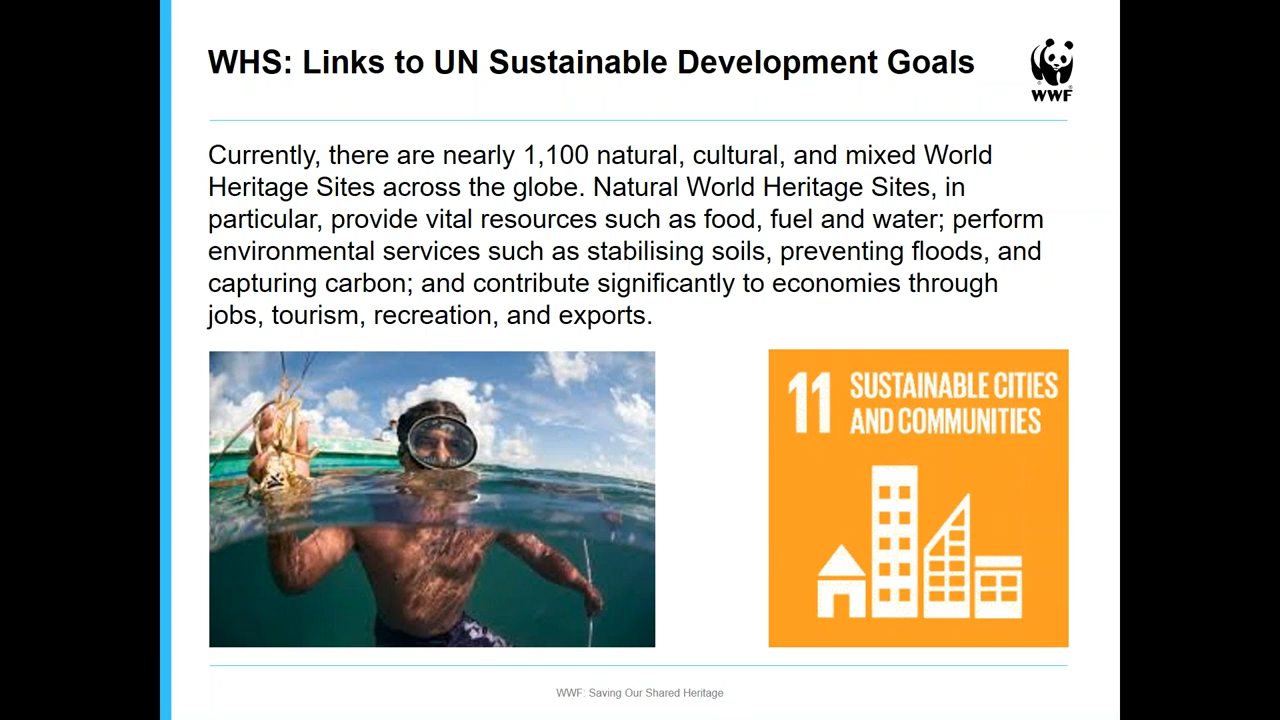 WHS: Links to UN Sustainable Development Goals
WWF
Currently, there are nearly 1,100 natural, cultural, and mixed World
Heritage Sites across the globe. Natural World Heritage Sites, in
particular, provide vital resources such as food, fuel and water; perform
environmental services such as stabilising soils, preventing floods, and
capturing carbon; and contribute significantly to economies through
jobs, tourism, recreation, and exports.
11 SUSTAINABLE CITIES
AND COMMUNITIES
WWF: Saving Our Shared Heritage